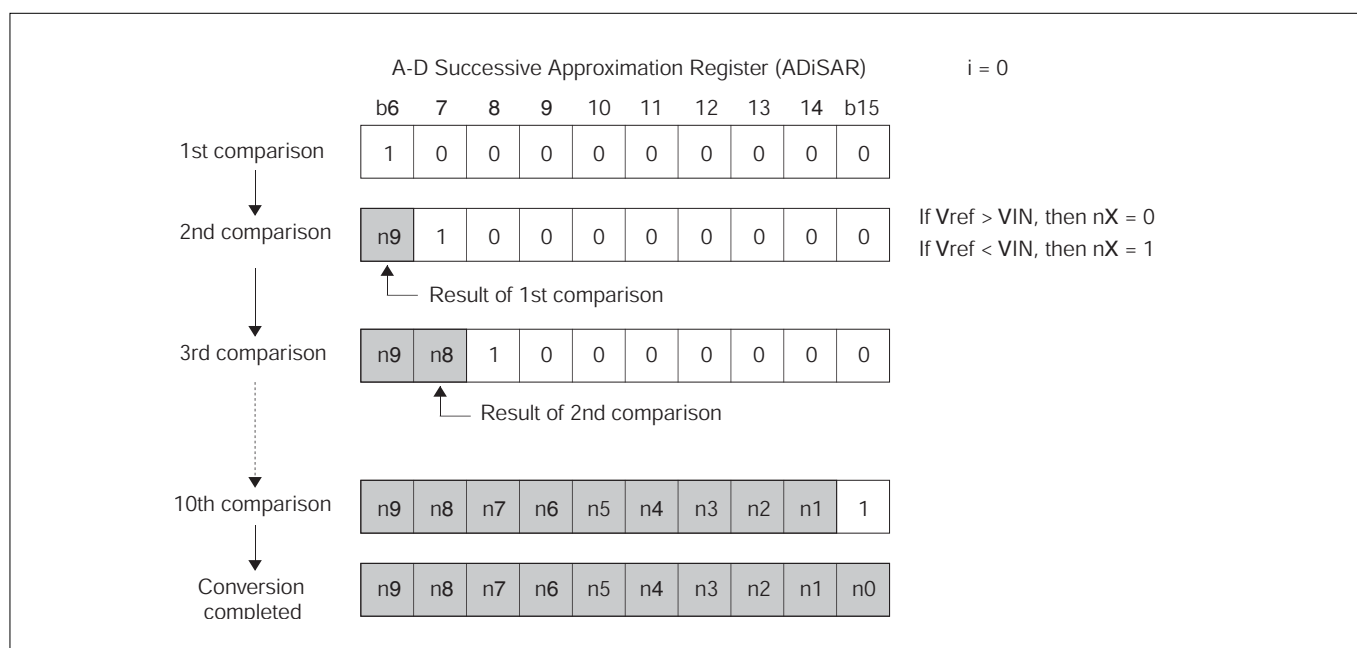 A-D Successive Approximation Register (ADiSAR) i = 0
b6 7 8 9 10 11 12 13 14 b15
1st comparison 1 0 0 0 0 0 0 0 0 0
2nd comparison n9 1 0 0 0 0 0 0 0 0
If Vref > VIN, then nX = 0
If Vref < VIN, then nX = 1
Result of 1st comparison
3rd comparison n9 n8 1 0 0 0 0 0 0 0
Result of 2nd comparison
10th comparison n9 n8 n7 n6 n5 n4 n3 n2 n1 1
Conversion
completed
n9 n8 n7 n6 n5 n4 n3 n2 n1 n0